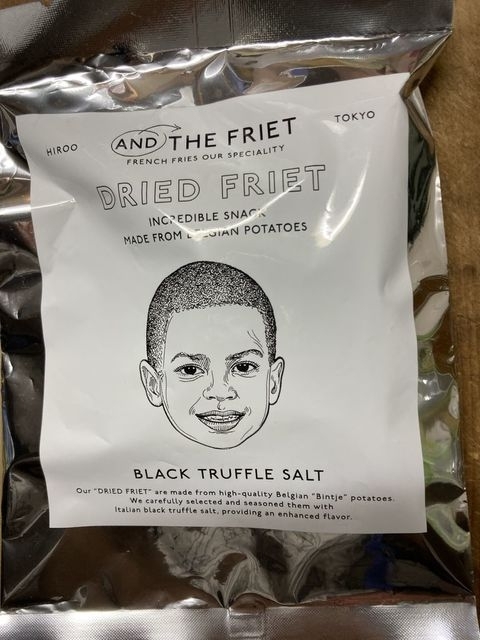 HIROO
AND THE FRIET
TOKYO
FRENCH FRIES OUR SPECIALITY
DRIED FRIET
INCREDIBLE SNACK
MADE FROM BELGIAN POTATOES
BLACK TRUFFLE SALT
Our "DRIED FRIET" are made from high-quality Belgian "Bintje" potatoes.
We carefully selected and seasoned them with
Italian black truffle salt, providing an enhanced flavor.